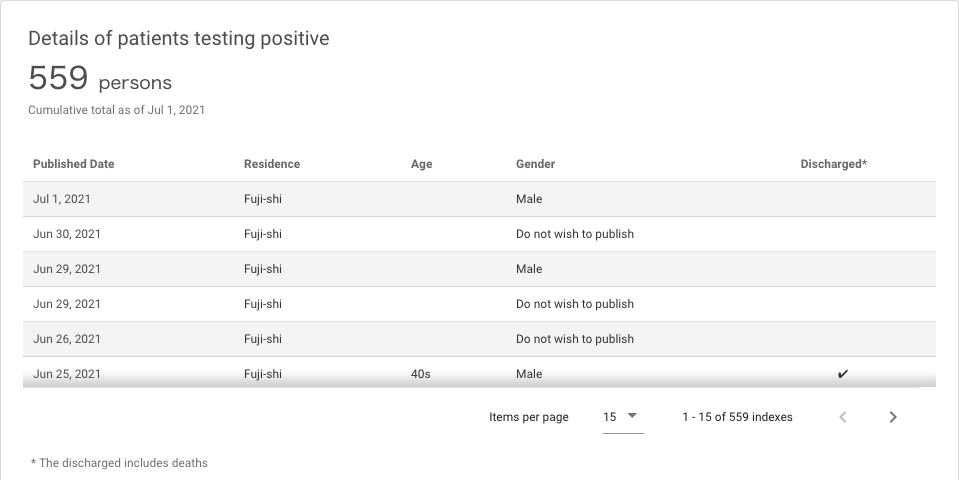 Details of patients testing positive
559 persons
Cumulative total as of Jul 1, 2021
Published Date Residence Age Gender Discharged*
Jul 1, 2021 Fuji-shi Male
Jun 30, 2021 Fuji-shi Do not wish to publish
Jun 29, 2021 Fuji-shi Male
Jun 29, 2021 Fuji-shi Do not wish to publish
Jun 26, 2021 Fuji-shi Do not wish to publish
Jun 25, 2021 Fuji-shi 40s Male ✔
Items per page 15 1 - 15 of 559 indexes
* The discharged includes deaths